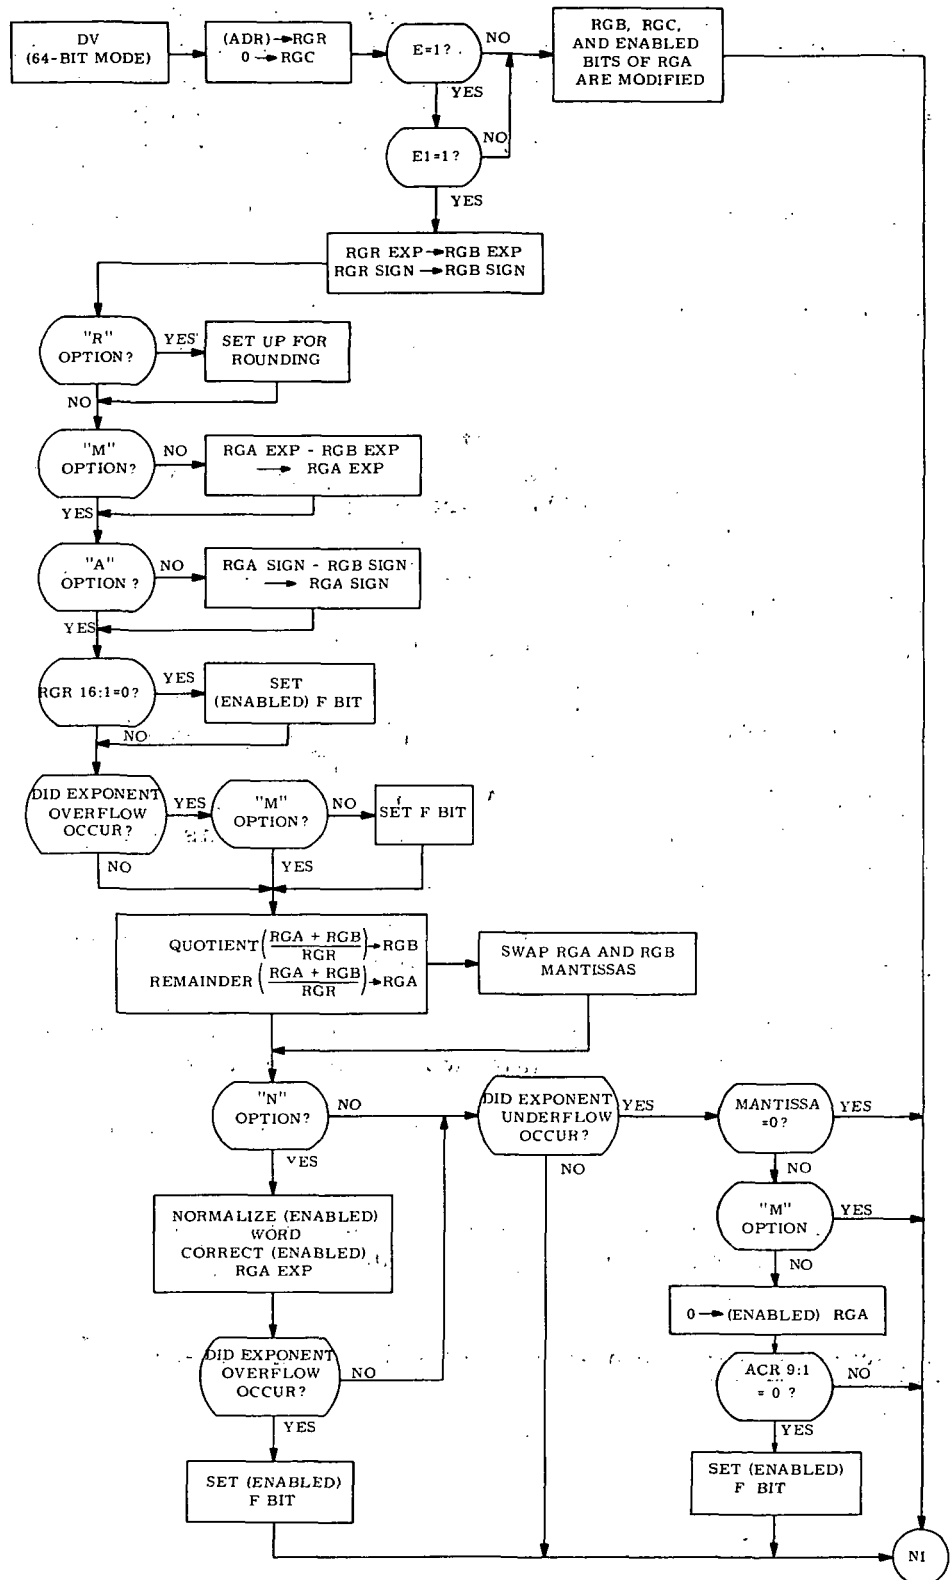 DV
(64-BIT MODE)
(ADR)→RGR
0→RGC
E=1?
NO
YES
RGB, RGC,
AND ENABLED
BITS OF RGA
ARE MODIFIED
E1=1?
NO
YES
RGR EXP→RGB EXP
RGR SIGN→RGB SIGN
"R"
OPTION?
YES
NO
SET UP FOR
ROUNDING
"M"
OPTION?
NO
YES
RGA EXP - RGB EXP
→ RGA EXP
"A"
OPTION?
NO
YES
RGA SIGN - RGB SIGN
→ RGA SIGN
RGR 16:1=0?
YES
NO
SET
(ENABLED) F BIT
DID EXPONENT
OVERFLOW
OCCUR?
YES
NO
"M"
OPTION?
NO
YES
SET F BIT
QUOTIENT (RGA + RGB / RGR)→RGB
REMAINDER (RGA + RGB / RGR)→RGA
SWAP RGA AND RGB
MANTISSAS
"N"
OPTION?
NO
YES
DID EXPONENT
UNDERFLOW
OCCUR?
YES
NO
MANTISSA
=0?
YES
NO
NORMALIZE (ENABLED)
WORD
CORRECT (ENABLED)
RGA EXP
"M"
OPTION
YES
NO
0→(ENABLED) RGA
DID EXPONENT
OVERFLOW
OCCUR?
NO
YES
ACR 9:1
= 0 ?
NO
YES
SET (ENABLED)
F BIT
SET (ENABLED)
F BIT
NI